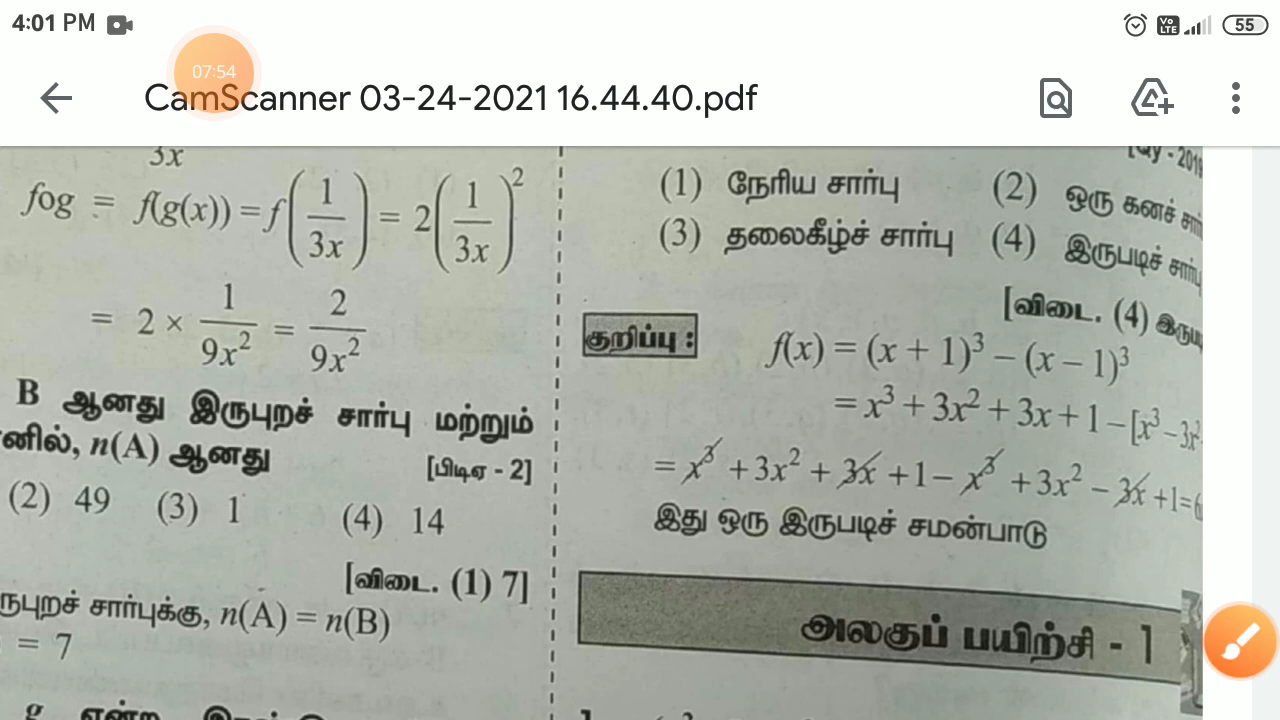 4:01 PM
55
07:54
CamScanner 03-24-2021 16.44.40.pdf
3x
fog = f(g(x)) = f(1/3x) = 2(1/3x)²
= 2 × 1/9x² = 2/9x²
B ஆனது இருபுறச் சார்பு மற்றும்
n(A) ஆனது
[பிடிஏ - 2]
(2) 49 (3) 1 (4) 14
[விடை. (1) 7]
n(A) = n(B)
= 7
g என்ற
(1) நேரிய சார்பு (2) ஒரு கனச்
(3) தலைகீழ்ச் சார்பு (4) இருபடிச்
[விடை. (4)
குறிப்பு :
f(x) = (x + 1)³ – (x – 1)³
= x³ + 3x² + 3x + 1 – [x³ – 3x²
= x³ + 3x² + 3x + 1 – x³ + 3x² – 3x + 1 =
இது ஒரு இருபடிச் சமன்பாடு
அலகுப் பயிற்சி - 1